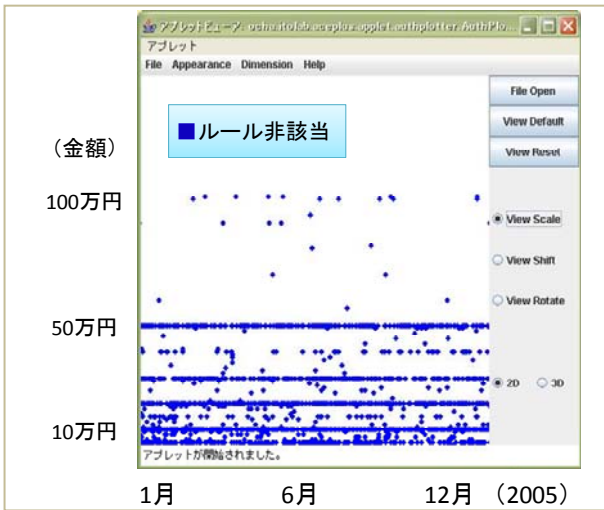 アプレット
File Appearance Dimension Help
File Open
View Default
View Reset
■ルール非該当
(金額)
100万円
50万円
10万円
View Scale
View Shift
View Rotate
2D 3D
アプレットが開始されました。
1月 6月 12月 (2005)